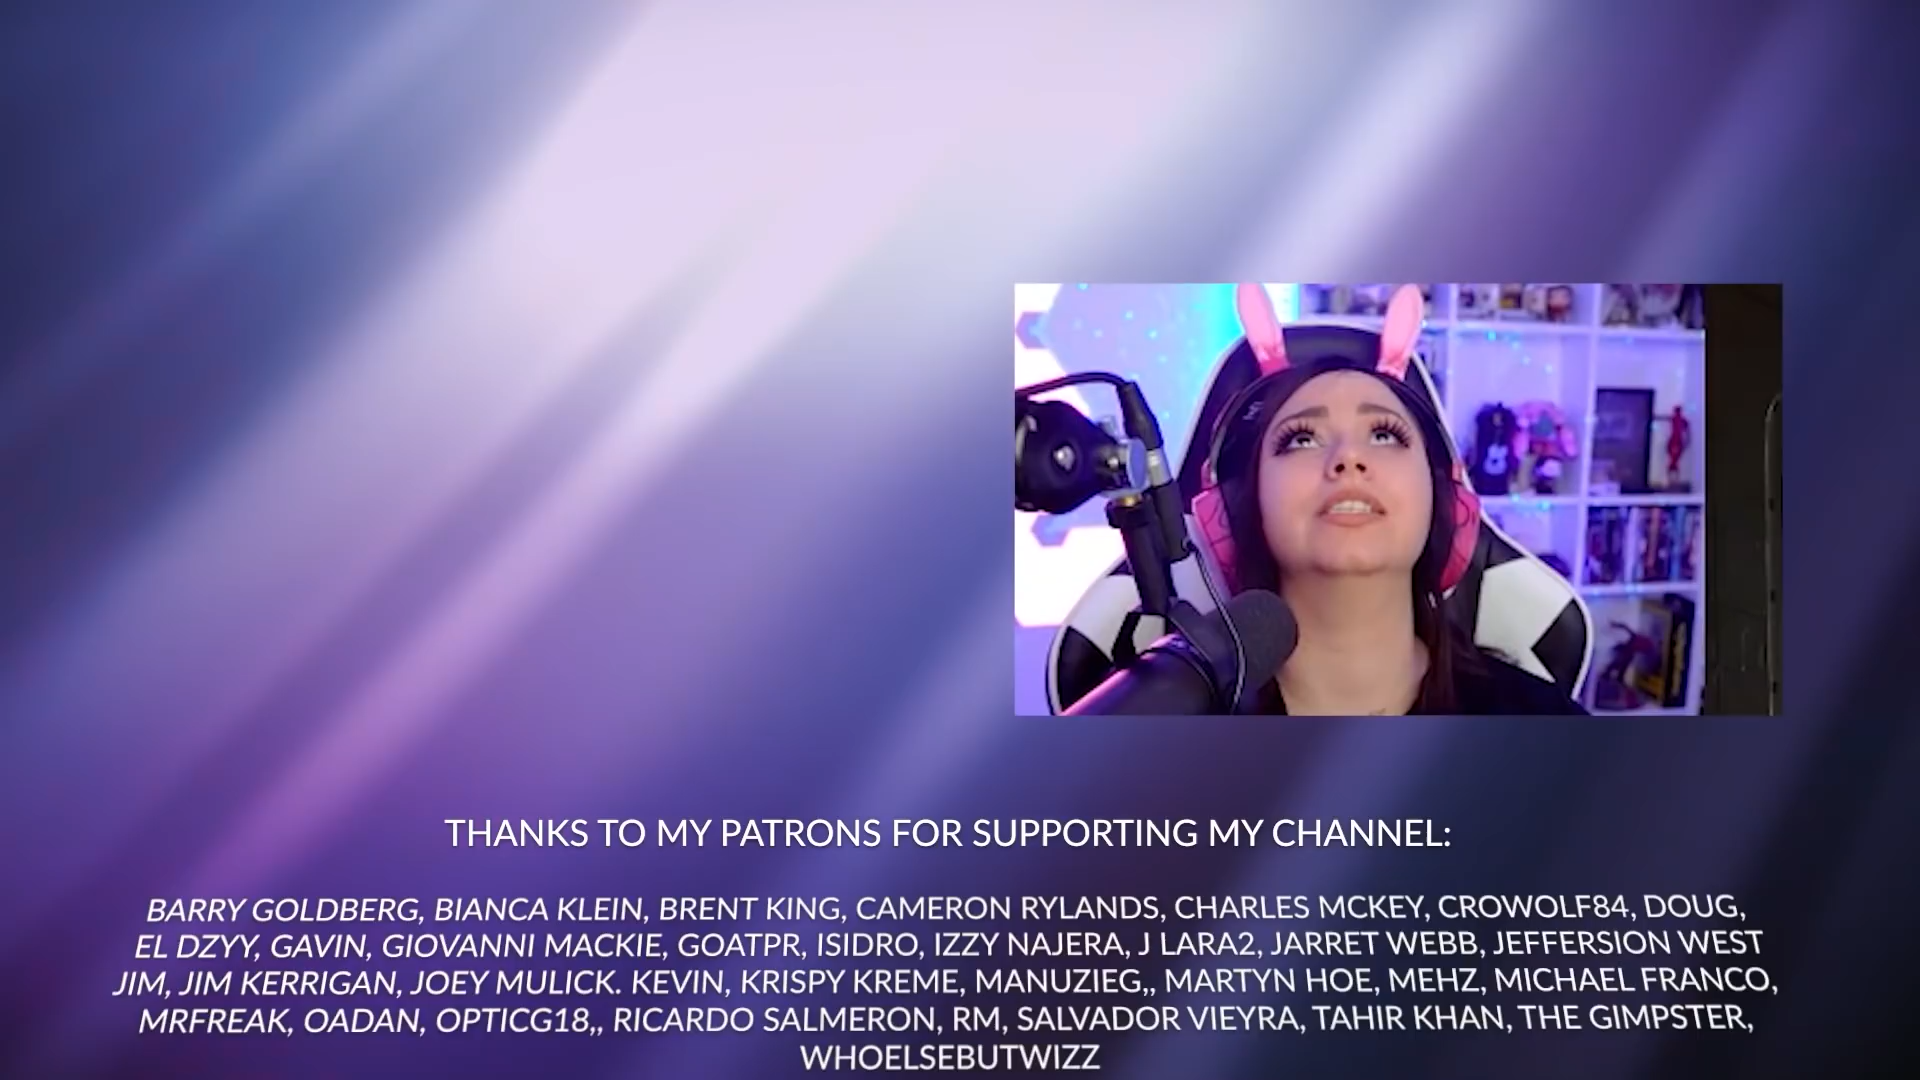 THANKS TO MY PATRONS FOR SUPPORTING MY CHANNEL:
BARRY GOLDBERG, BIANCA KLEIN, BRENT KING, CAMERON RYLANDS, CHARLES MCKEY, CROWOLF84, DOUG,
EL DZYY, GAVIN, GIOVANNI MACKIE, GOATPR, ISIDRO, IZZY NAJERA, J LARA2, JARRET WEBB, JEFFERSION WEST
JIM, JIM KERRIGAN, JOEY MULICK. KEVIN, KRISPY KREME, MANUZIEG,, MARTYN HOE, MEHZ, MICHAEL FRANCO,
MRFREAK, OADAN, OPTICG18,, RICARDO SALMERON, RM, SALVADOR VIEYRA, TAHIR KHAN, THE GIMPSTER,
WHOELSEBUTWIZZ